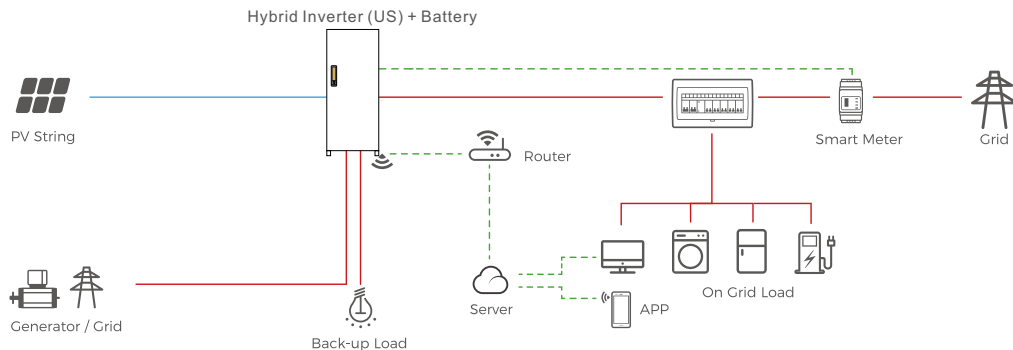 Hybrid Inverter (US) + Battery
PV String
Smart Meter
Grid
Router
On Grid Load
Server
APP
Generator / Grid
Back-up Load